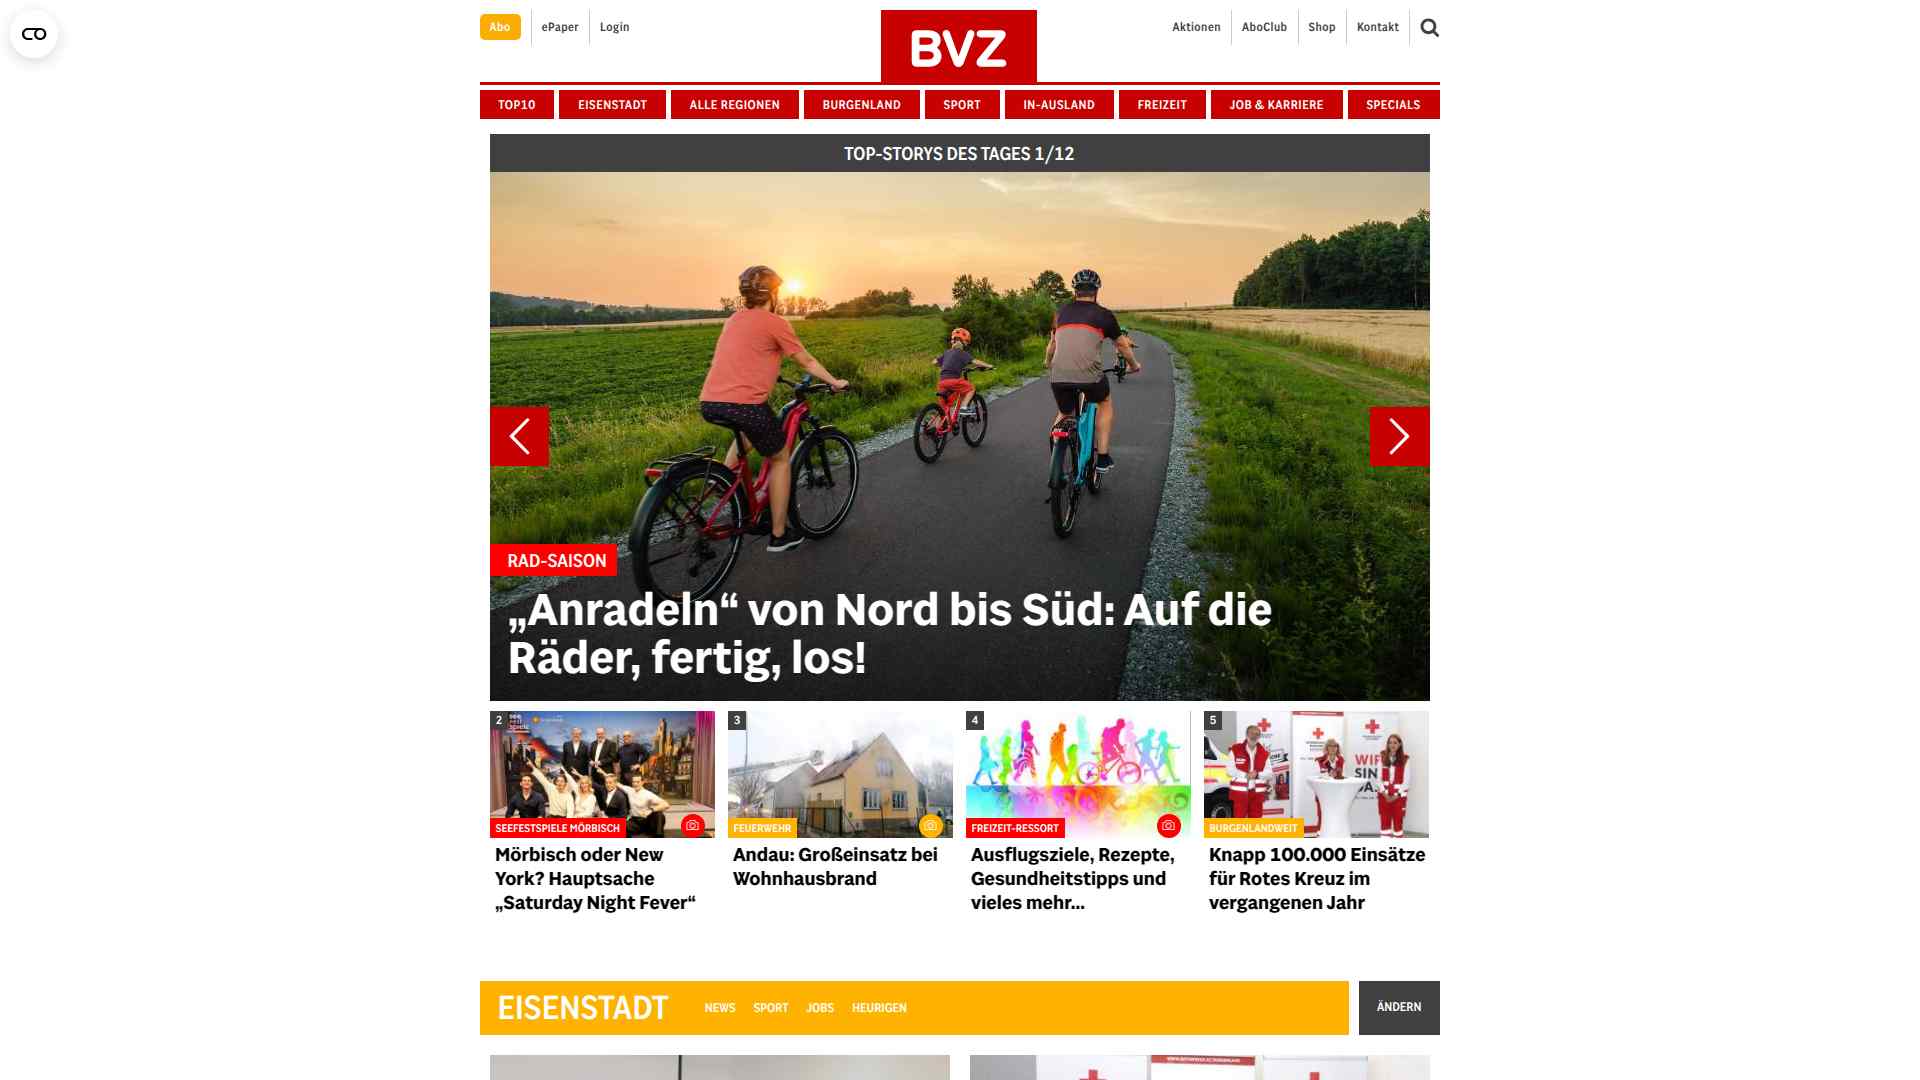 Abo
ePaper
Login
BVZ
Aktionen
AboClub
Shop
Kontakt
TOP10
EISENSTADT
ALLE REGIONEN
BURGENLAND
SPORT
IN-AUSLAND
FREIZEIT
JOB & KARRIERE
SPECIALS
TOP-STORYS DES TAGES 1/12
RAD-SAISON
„Anradeln“ von Nord bis Süd: Auf die
Räder, fertig, los!
2
SEEFESTSPIELE MÖRBISCH
Mörbisch oder New
York? Hauptsache
„Saturday Night Fever“
3
FEUERWEHR
Andau: Großeinsatz bei
Wohnhausbrand
4
FREIZEIT-RESSORT
Ausflugsziele, Rezepte,
Gesundheitstipps und
vieles mehr...
5
WIR
SIN
BURGENLANDWEIT
Knapp 100.000 Einsätze
für Rotes Kreuz im
vergangenen Jahr
EISENSTADT
NEWS
SPORT
JOBS
HEURIGEN
ÄNDERN